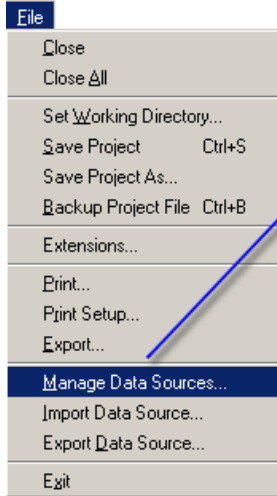 File
Close
Close All
Set Working Directory...
Save Project Ctrl+S
Save Project As...
Backup Project File Ctrl+B
Extensions...
Print...
Print Setup...
Export...
Manage Data Sources...
Import Data Source...
Export Data Source...
Exit